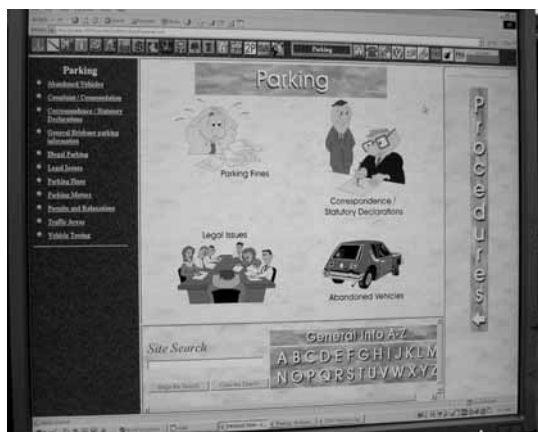 2P
Parking
Parking
Abandoned Vehicles
Complaint / Commendation
Correspondence / Statutory
Declarations
General Brisbane parking
information
Illegal Parking
Legal Issues
Parking Fines
Parking Meters
Permits and Relaxations
Traffic Areas
Vehicle Towing
Parking
Parking Fines
Correspondence /
Statutory Declarations
Legal Issues
Abandoned Vehicles
Procedures
Site Search
General Info A-Z
ABCDEFGHIJKLM
NOPQRSTUVWXYZ